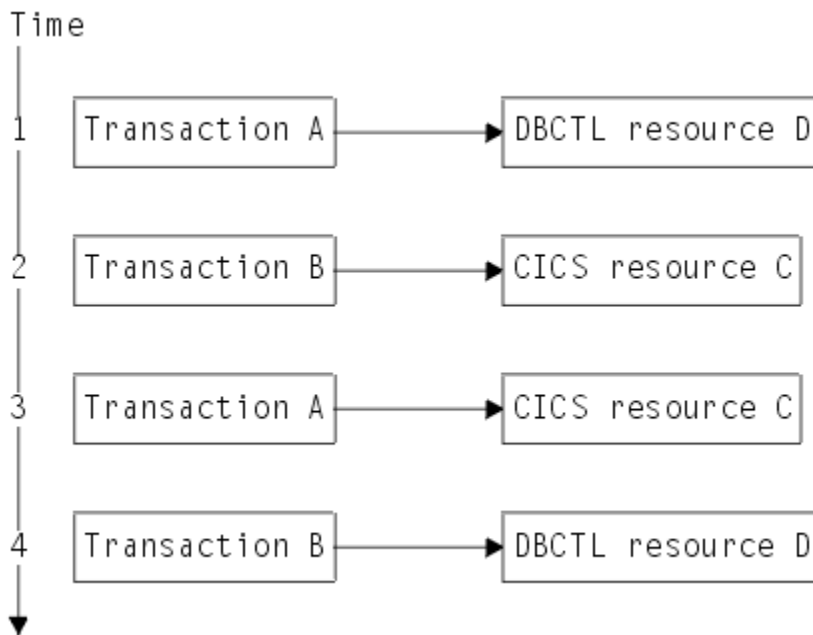 Time
1 Transaction A DBCTL resource D
2 Transaction B CICS resource C
3 Transaction A CICS resource C
4 Transaction B DBCTL resource D